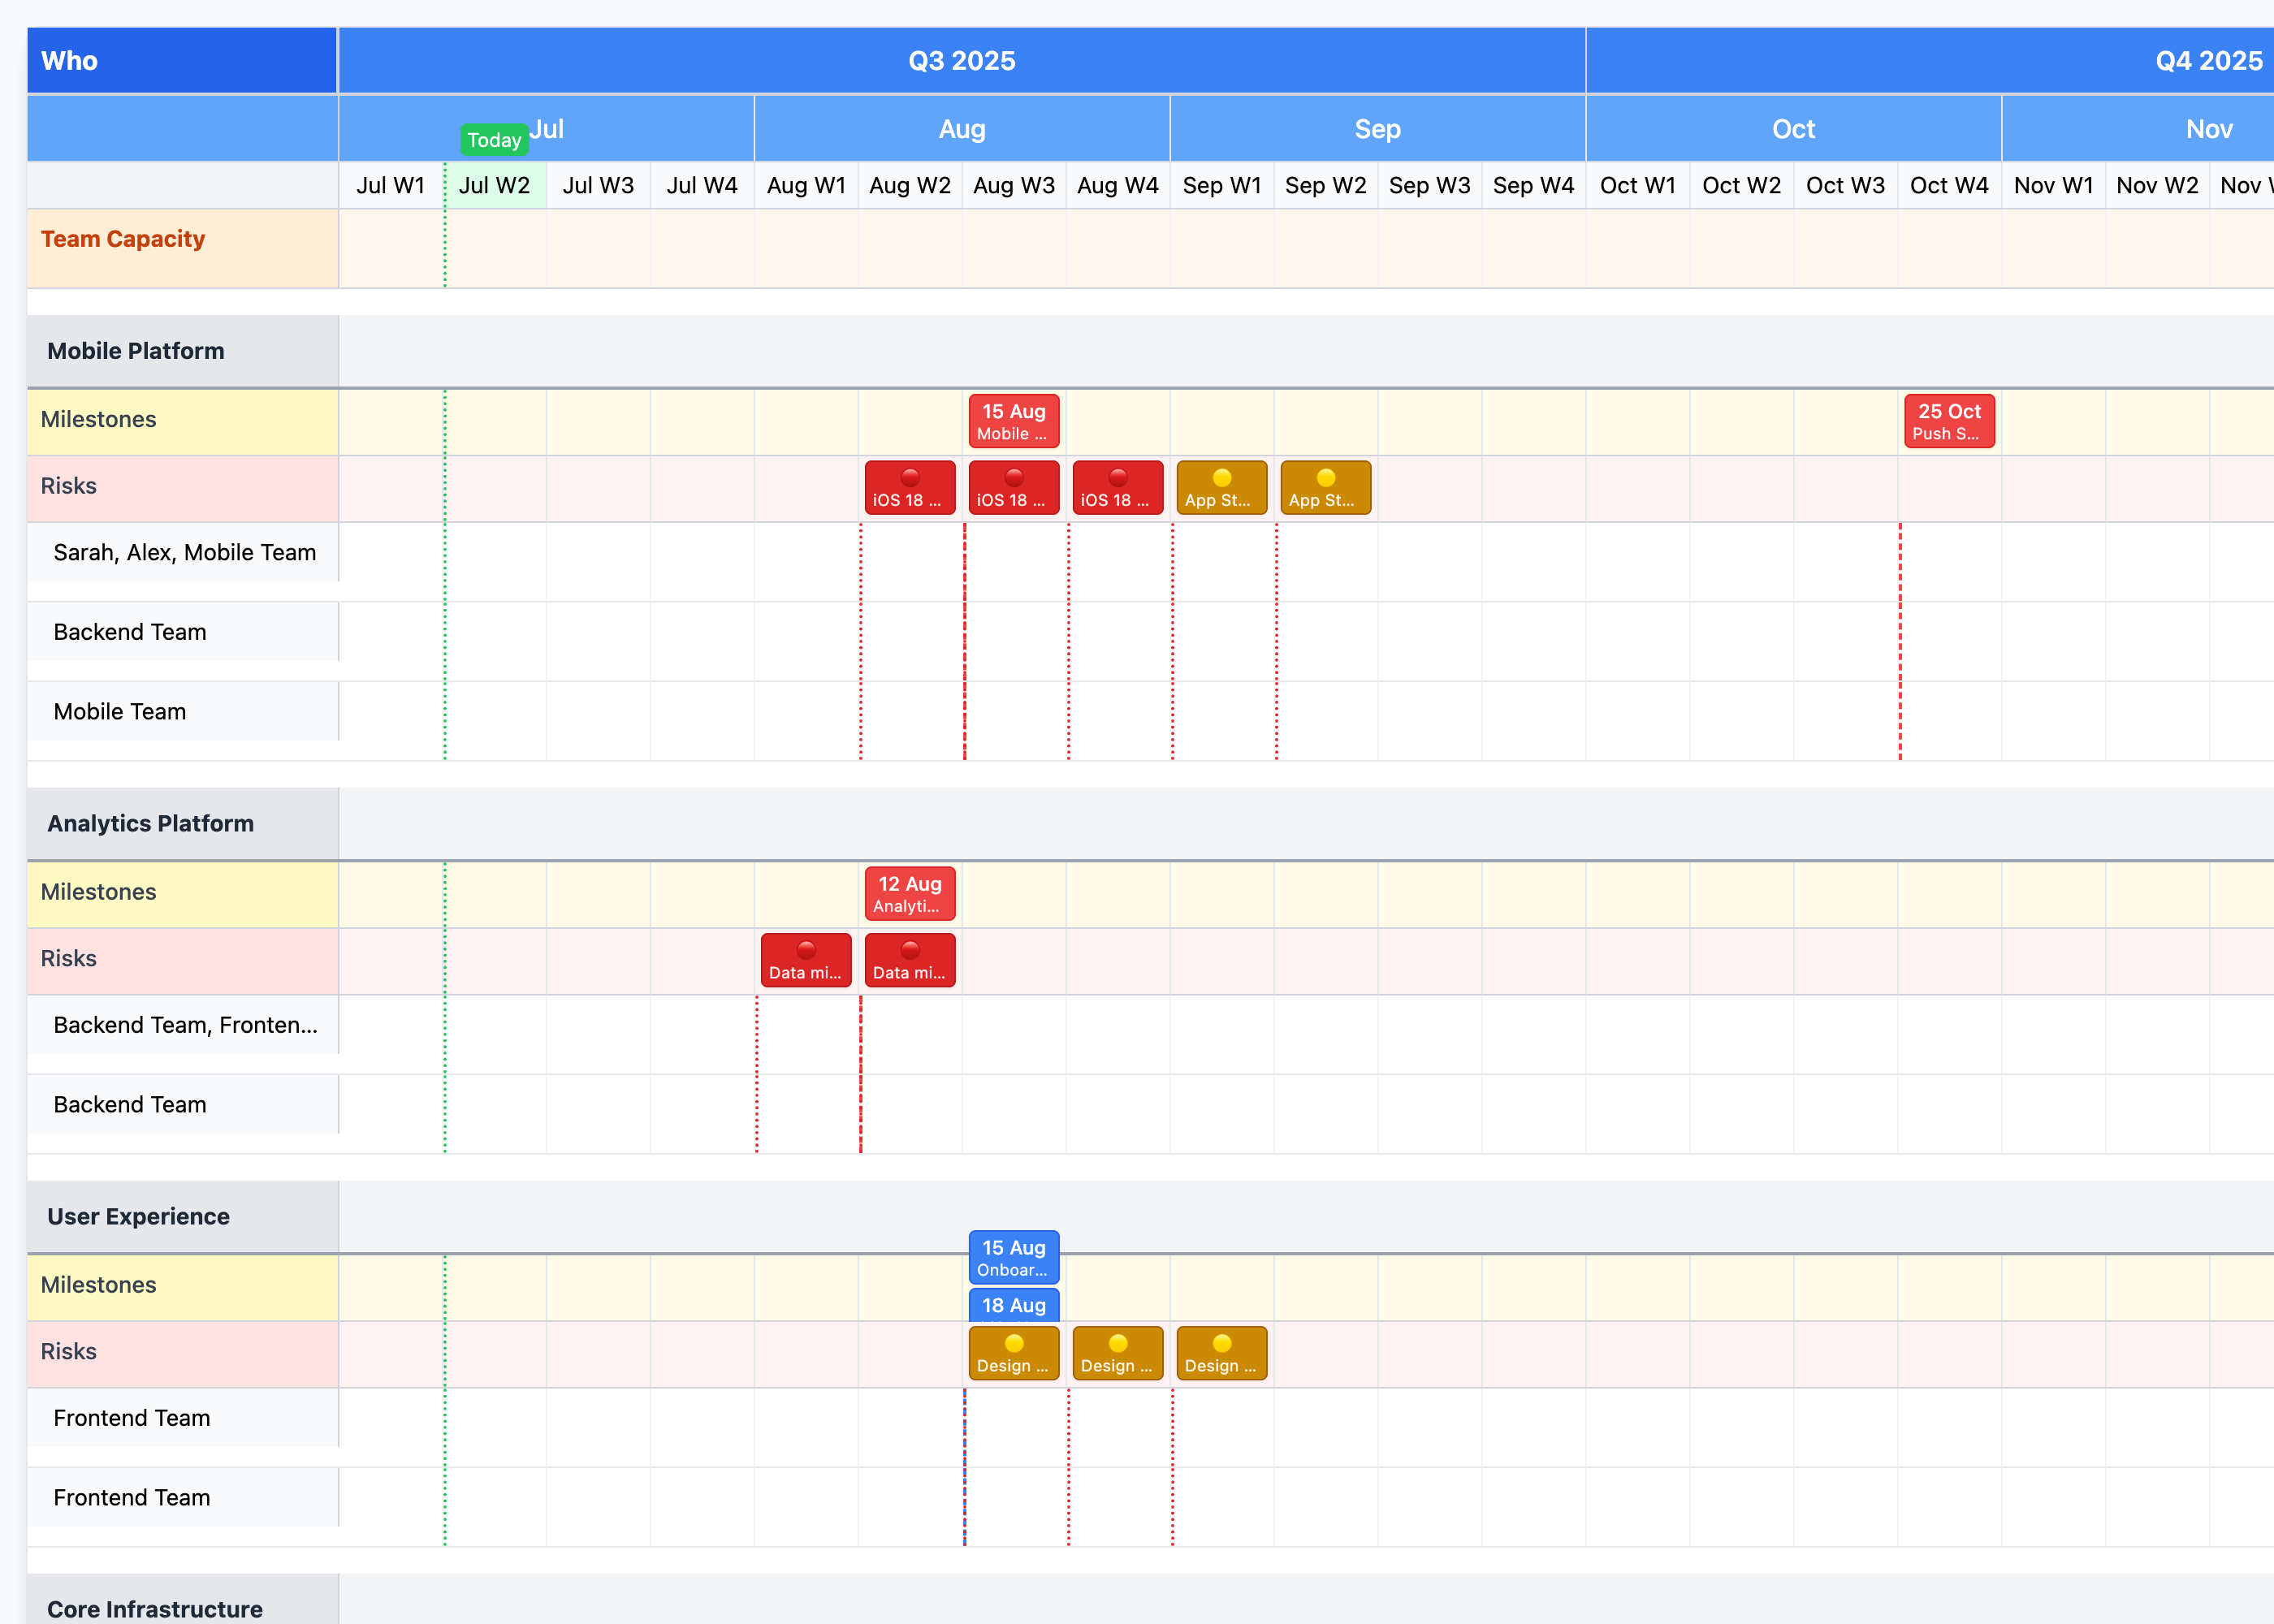 Who
Q3 2025
Q4 2025
Today
Jul
Aug
Sep
Oct
Nov
Jul W1
Jul W2
Jul W3
Jul W4
Aug W1
Aug W2
Aug W3
Aug W4
Sep W1
Sep W2
Sep W3
Sep W4
Oct W1
Oct W2
Oct W3
Oct W4
Nov W1
Nov W2
Nov
Team Capacity
Mobile Platform
Milestones
15 Aug
Mobile ...
25 Oct
Push S...
Risks
iOS 18 ...
iOS 18 ...
iOS 18 ...
App St...
App St...
Sarah, Alex, Mobile Team
Backend Team
Mobile Team
Analytics Platform
Milestones
12 Aug
Analyti...
Risks
Data mi...
Data mi...
Backend Team, Fronten...
Backend Team
User Experience
Milestones
15 Aug
Onboar...
18 Aug
Risks
Design ...
Design ...
Design ...
Frontend Team
Frontend Team
Core Infrastructure